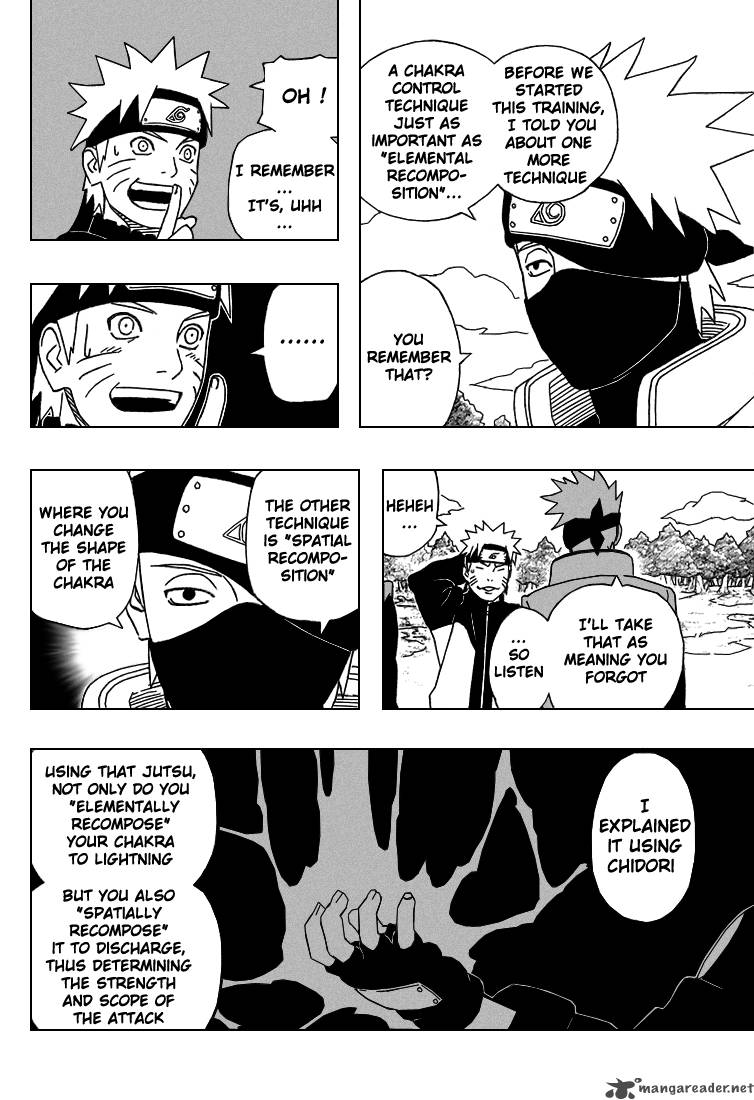 BEFORE WE
STARTED
THIS TRAINING,
I TOLD YOU
ABOUT ONE
MORE
TECHNIQUE
A CHAKRA
CONTROL
TECHNIQUE
JUST AS
IMPORTANT AS
"ELEMENTAL
RECOMPO-
SITION"...
YOU
REMEMBER
THAT?
OH !
I REMEMBER
...
IT'S, UHH
...
......
HEHEH
...
I'LL TAKE
THAT AS
MEANING YOU
FORGOT
...
SO
LISTEN
THE OTHER
TECHNIQUE
IS "SPATIAL
RECOMPO-
SITION"
WHERE YOU
CHANGE
THE SHAPE
OF THE
CHAKRA
I
EXPLAINED
IT USING
CHIDORI
USING THAT JUTSU,
NOT ONLY DO YOU
"ELEMENTALLY
RECOMPOSE"
YOUR CHAKRA
TO LIGHTNING
BUT YOU ALSO
"SPATIALLY
RECOMPOSE"
IT TO DISCHARGE,
THUS DETERMINING
THE STRENGTH
AND SCOPE OF
THE ATTACK
mangareader.net